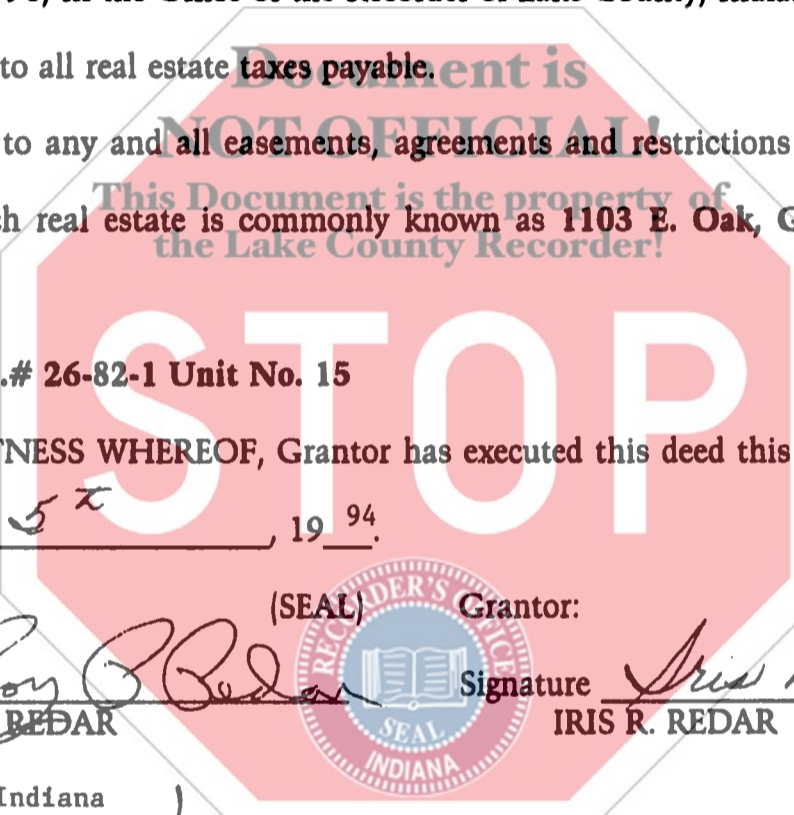 to all real estate taxes payable.
Document is
to any and all easements, agreements and restrictions
NOT OFFICIAL!
This Document is the property of
real estate is commonly known as 1103 E. Oak,
the Lake County Recorder!
STOP
.# 26-82-1 Unit No. 15
WHEREOF, Grantor has executed this deed this
5
, 19 94.
(SEAL) Grantor:
RECORDER'S OFFICE
SEAL
INDIANA
Redar
Signature Iris
REDAR IRIS R. REDAR
Indiana )